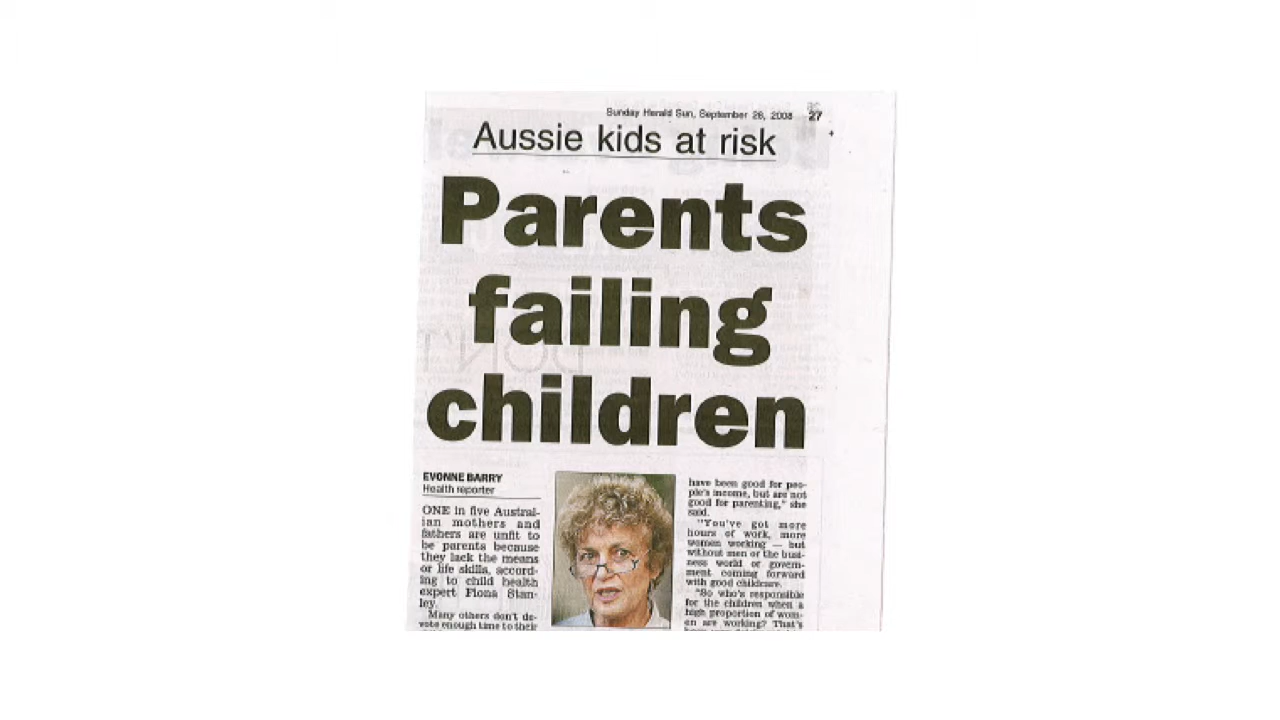 Sunday Herald Sun, September 28, 2008 27
Aussie kids at risk
Parents
failing
children
EVONNE BARRY
Health reporter
ONE in five Austral-
ian mothers and
fathers are unfit to
be parents because
they lack the means
or life skills, accord-
ing to child health
expert Fiona Stan-
ley.
Many others don't de-
vote enough time to their
have been good for peo-
ple's income, but are not
good for parenting," she
said.
"You've got more
hours of work, more
women working — but
without men or the busi-
ness world or govern-
ment coming forward
with good childcare.
"So who's responsible
for the children when a
high proportion of wom-
en are working? That's